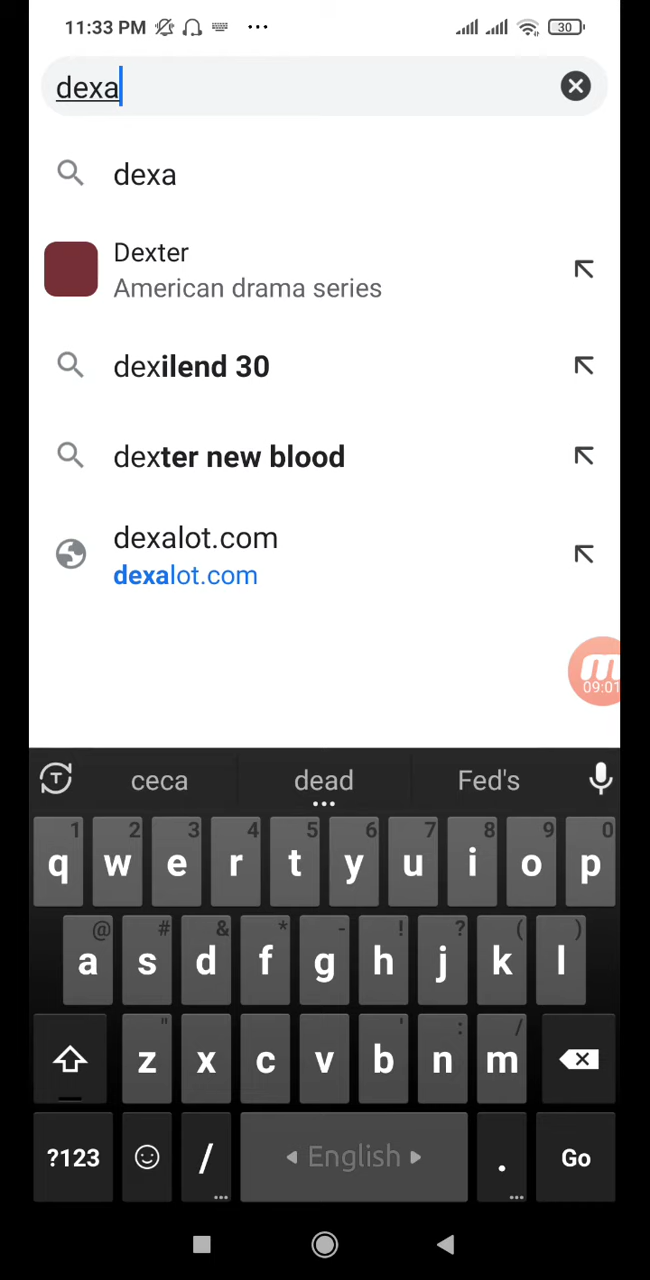 11:33 PM
30
dexa
dexa
Dexter
American drama series
dexilend 30
dexter new blood
dexalot.com
dexalot.com
09:01
ceca dead Fed's
1 2 3 4 5 6 7 8 9 0
q w e r t y u i o p
@ # & * - ! ? ( )
a s d f g h j k l
" ' : /
z x c v b n m
?123 / English . Go